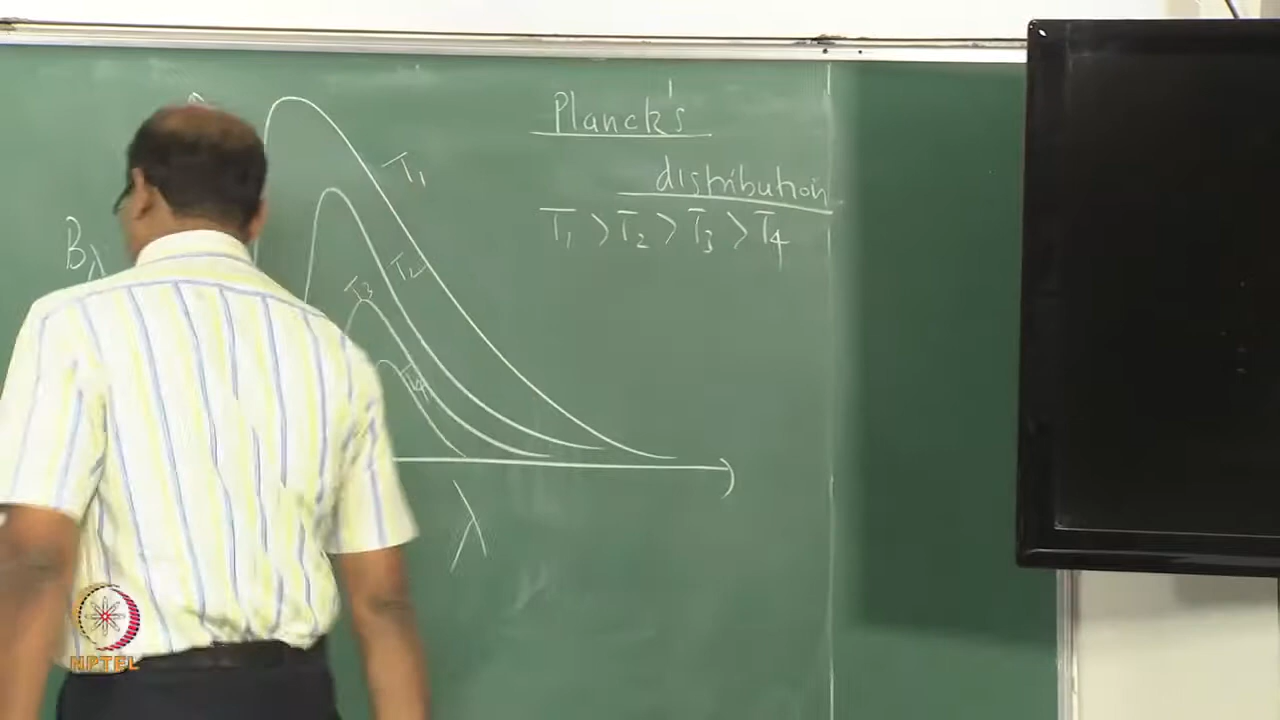 Planck's
distribution
T₁ > T₂ > T₃ > T₄
T₁
T₂
T₃
T₄
Bλ
λ
NPTEL